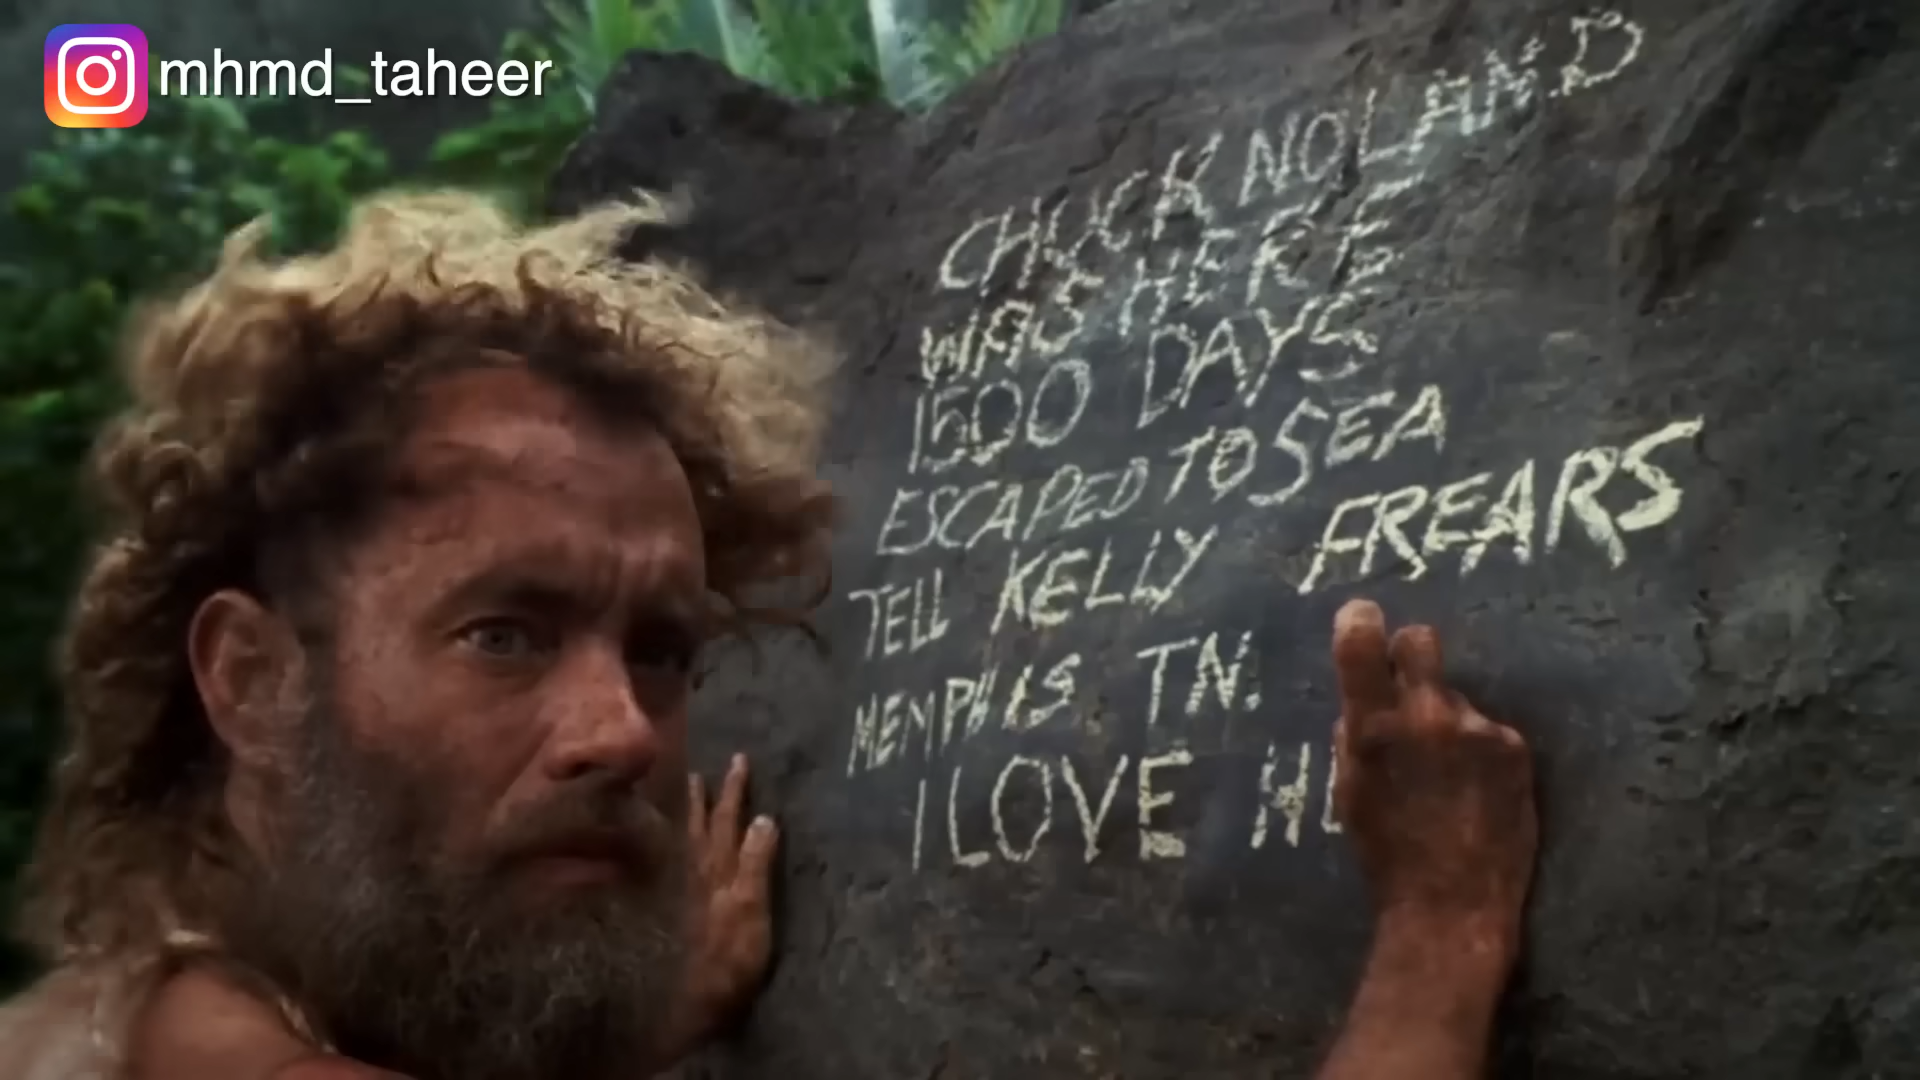 mhmd_taheer
CHUCK NOLAND
WAS HERE
1500 DAYS
ESCAPED TO SEA
TELL KELLY FREARS
MEMPHIS TN.
I LOVE